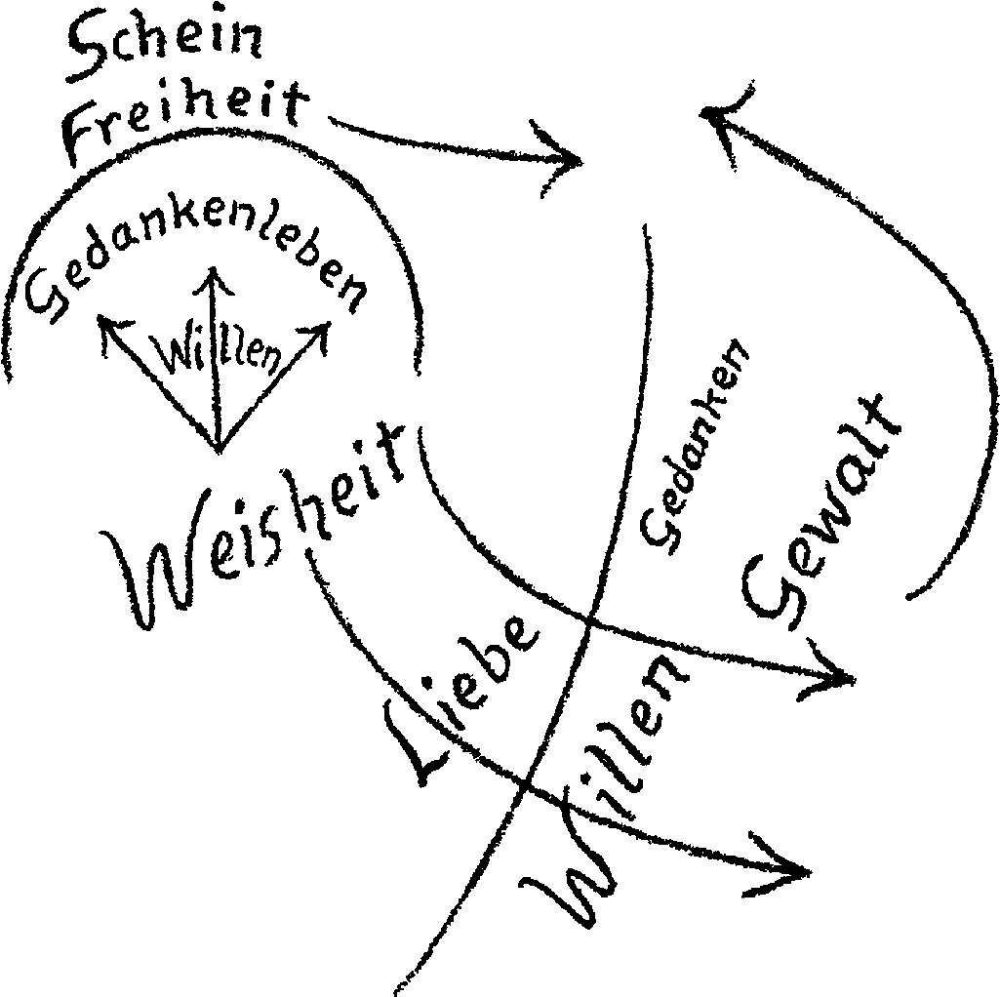 Schein
Freiheit
Gedankenleben
Willen
Weisheit
Liebe
Gedanken
Willen
Gewalt